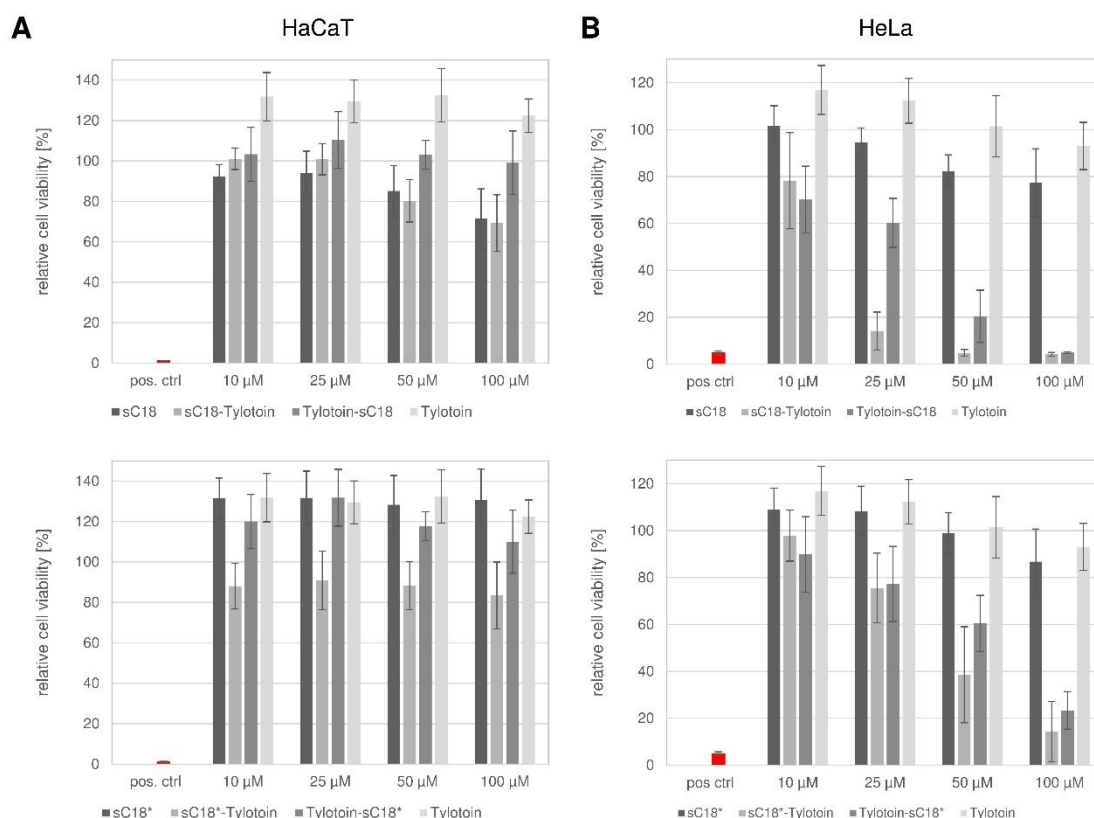 A
HaCaT
relative cell viability [%]
140
120
100
80
60
40
20
0
pos. ctrl 10 µM 25 µM 50 µM 100 µM
sC18 sC18-Tylotoin Tylotoin-sC18 Tylotoin
B
HeLa
relative cell viability [%]
120
100
80
60
40
20
0
pos ctrl 10 µM 25 µM 50 µM 100 µM
sC18 sC18-Tylotoin Tylotoin-sC18 Tylotoin
relative cell viability [%]
140
120
100
80
60
40
20
0
pos. ctrl 10 µM 25 µM 50 µM 100 µM
sC18* sC18*-Tylotoin Tylotoin-sC18* Tylotoin
relative cell viability [%]
120
100
80
60
40
20
0
pos ctrl 10 µM 25 µM 50 µM 100 µM
sC18* sC18*-Tylotoin Tylotoin-sC18* Tylotoin